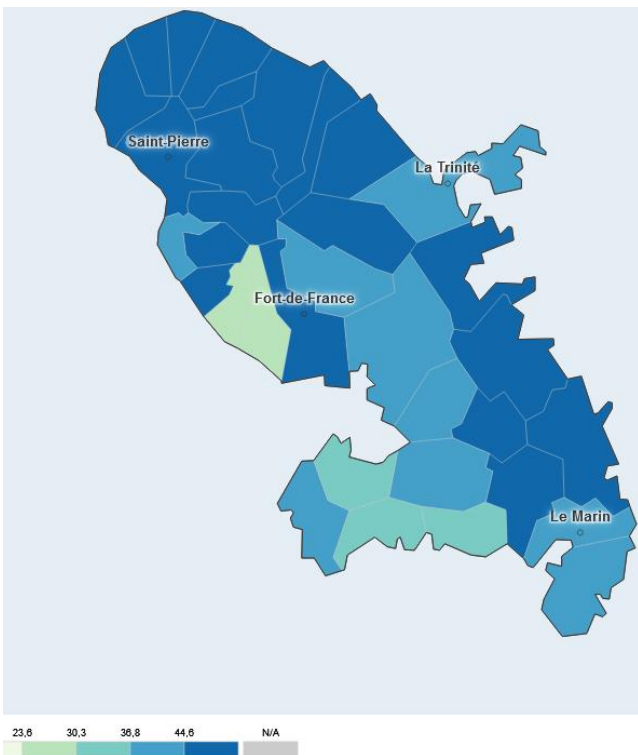 Saint-Pierre
La Trinité
Fort-de-France
Le Marin
23,6 30,3 36,8 44,6 N/A